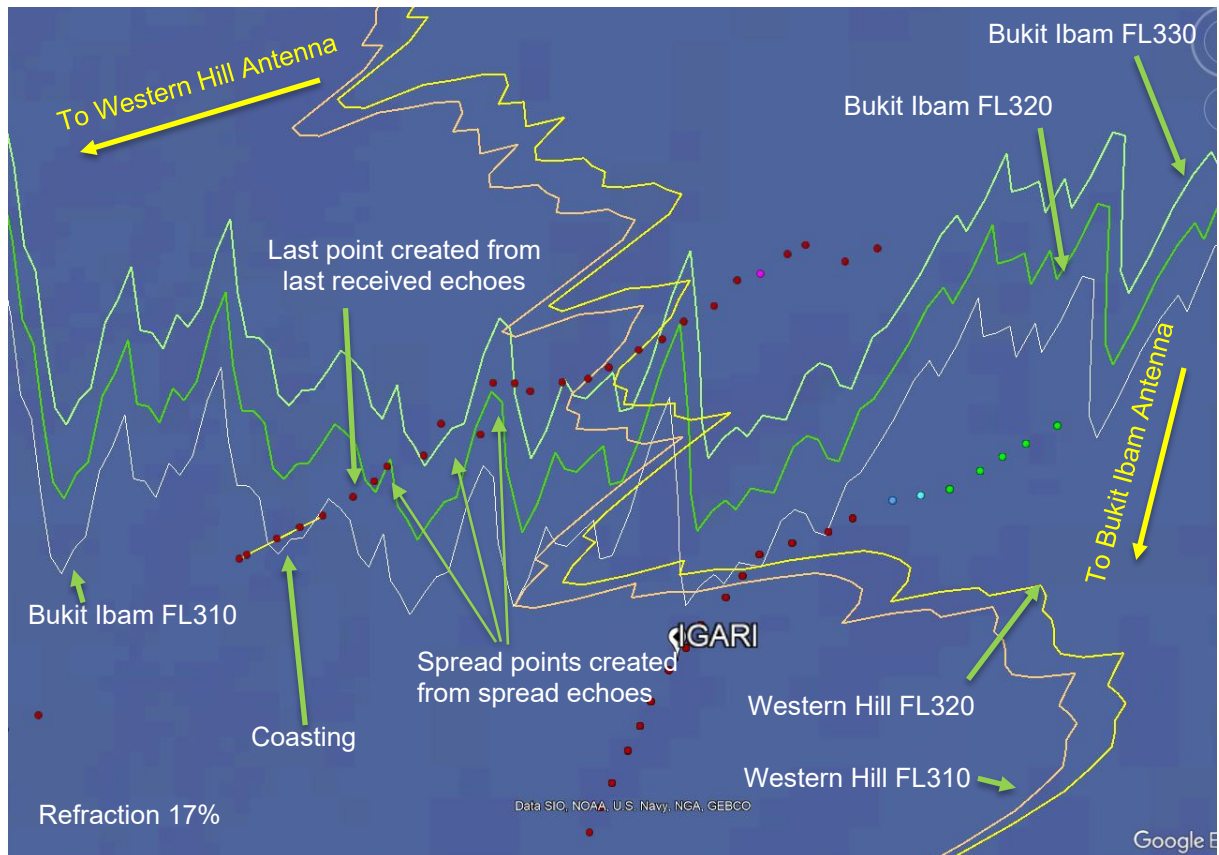 Bukit Ibam FL330
To Western Hill Antenna
Bukit Ibam FL320
Last point created from
last received echoes
To Bukit Ibam Antenna
Bukit Ibam FL310
IGARI
Spread points created
from spread echoes
Coasting
Western Hill FL320
Western Hill FL310
Data SIO, NOAA, U.S. Navy, NGA, GEBCO
Refraction 17%
Google E